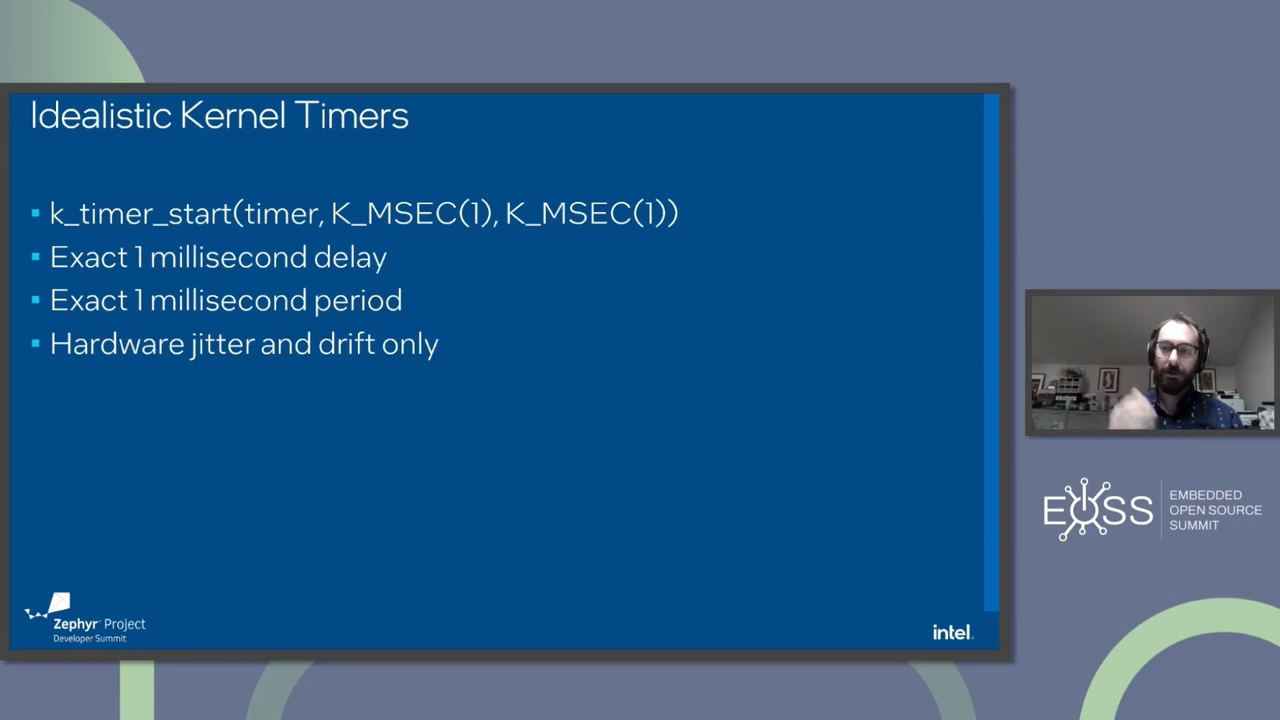 Idealistic Kernel Timers
k_timer_start(timer, K_MSEC(1), K_MSEC(1))
Exact 1 millisecond delay
Exact 1 millisecond period
Hardware jitter and drift only
Zephyr Project
Developer Summit
intel.
EOSS
EMBEDDED
OPEN SOURCE
SUMMIT